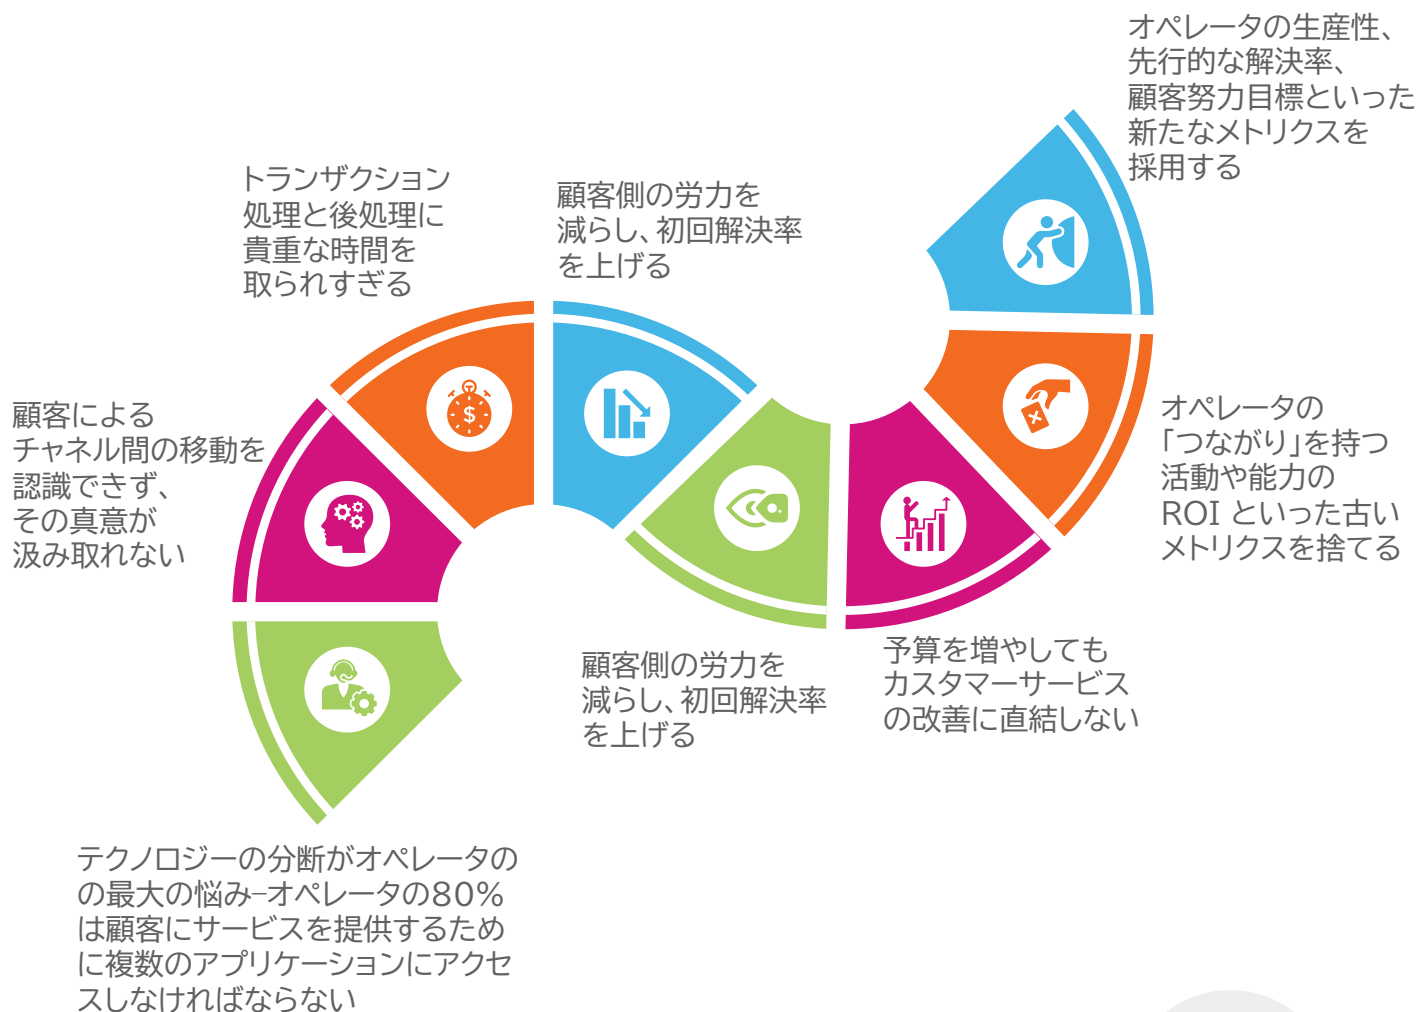 オペレータの生産性、
先行的な解決率、
顧客努力目標といった
新たなメトリクスを
採用する
トランザクション
処理と後処理に
貴重な時間を
取られすぎる
顧客側の労力を
減らし、初回解決率
を上げる
顧客による
チャネル間の移動を
認識できず、
その真意が
汲み取れない
$
オペレータの
「つながり」を持つ
活動や能力の
ROI といった古い
メトリクスを捨てる
顧客側の労力を
減らし、初回解決率
を上げる
予算を増やしても
カスタマーサービス
の改善に直結しない
テクノロジーの分断がオペレータの
の最大の悩み–オペレータの80%
は顧客にサービスを提供するため
に複数のアプリケーションにアクセ
スしなければならない